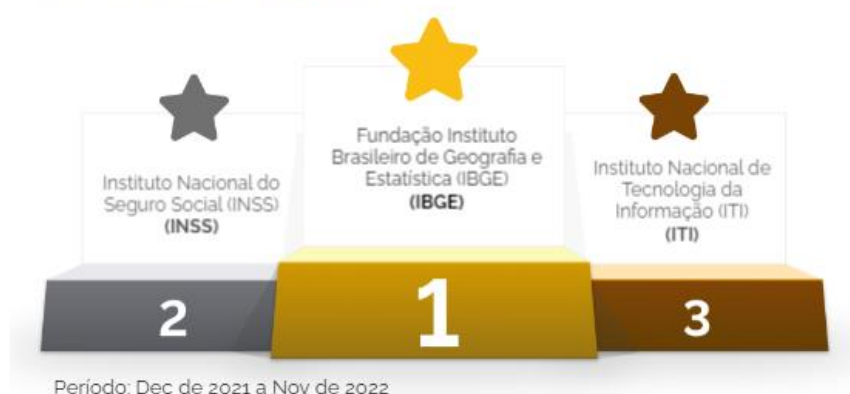 Fundação Instituto
Brasileiro de Geografia e
Estatística (IBGE)
(IBGE)
Instituto Nacional do
Seguro Social (INSS)
(INSS)
Instituto Nacional de
Tecnologia da
Informação (ITI)
(ITI)
2
1
3
Período: Dec de 2021 a Nov de 2022